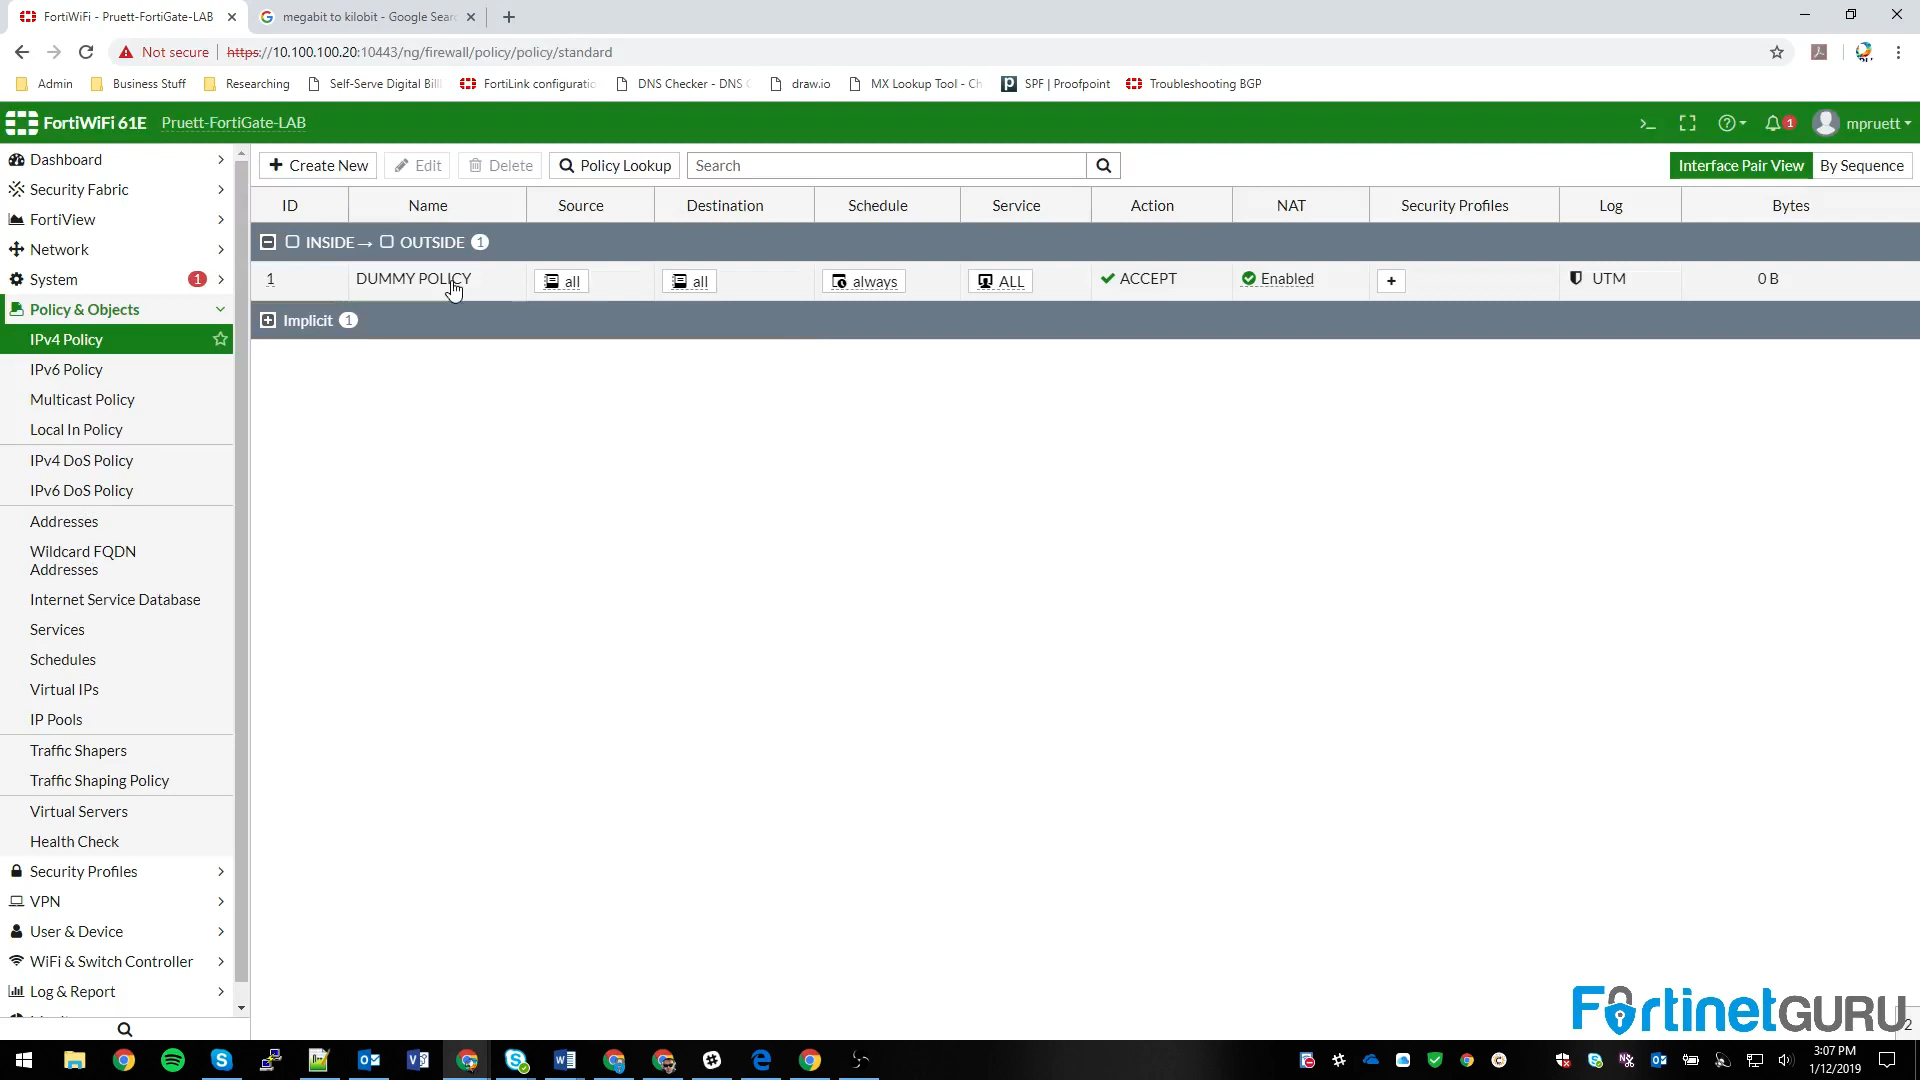 FortiWiFi - Pruett-FortiGate-LAB
megabit to kilobit - Google Sear
Not secure
https://10.100.100.20:10443/ng/firewall/policy/policy/standard
Admin
Business Stuff
Researching
Self-Serve Digital Bill
FortiLink configuratio
DNS Checker - DNS C
draw.io
MX Lookup Tool - Ch
SPF | Proofpoint
Troubleshooting BGP
FortiWiFi 61E
Pruett-FortiGate-LAB
>_
1
mpruett
Dashboard
Security Fabric
FortiView
Network
System
1
Policy & Objects
IPv4 Policy
IPv6 Policy
Multicast Policy
Local In Policy
IPv4 DoS Policy
IPv6 DoS Policy
Addresses
Wildcard FQDN
Addresses
Internet Service Database
Services
Schedules
Virtual IPs
IP Pools
Traffic Shapers
Traffic Shaping Policy
Virtual Servers
Health Check
Security Profiles
VPN
User & Device
WiFi & Switch Controller
Log & Report
+ Create New
Edit
Delete
Policy Lookup
Search
Interface Pair View
By Sequence
ID
Name
Source
Destination
Schedule
Service
Action
NAT
Security Profiles
Log
Bytes
INSIDE → OUTSIDE 1
1
DUMMY POLICY
all
all
always
ALL
ACCEPT
Enabled
+
UTM
0 B
Implicit 1
FortinetGURU
2
3:07 PM
1/12/2019